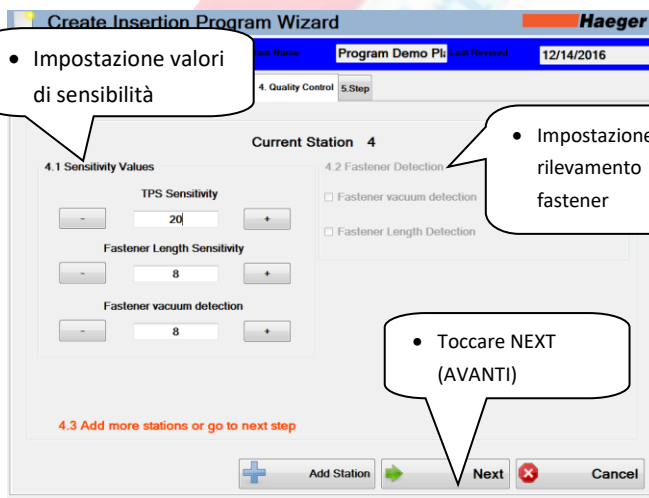 Create Insertion Program Wizard
Haeger
Program Name
Program Demo Pl
Last Revised
12/14/2016
• Impostazione valori
di sensibilità
4. Quality Control
5.Step
Current Station 4
• Impostazione
rilevamento
fastener
4.1 Sensitivity Values
4.2 Fastener Detection
TPS Sensitivity
Fastener vacuum detection
- 20 +
Fastener Length Detection
Fastener Length Sensitivity
- 8 +
Fastener vacuum detection
- 8 +
• Toccare NEXT
(AVANTI)
4.3 Add more stations or go to next step
Add Station
Next
Cancel